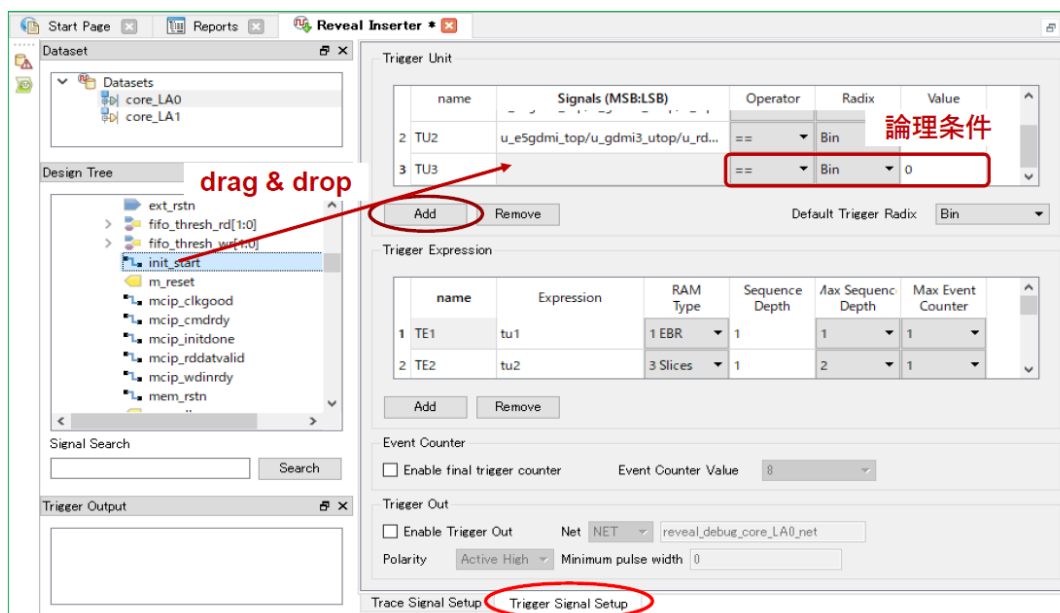 Start Page
Reports
Reveal Inserter *
Dataset
Datasets
core_LA0
core_LA1
Design Tree
drag & drop
ext_rstn
fifo_thresh_rd[1:0]
fifo_thresh_wr[1:0]
init_start
m_reset
mcip_clkgood
mcip_cmdrdy
mcip_initdone
mcip_rddatvalid
mcip_wdinrdy
mem_rstn
Signal Search
Search
Trigger Output
Trigger Unit
name Signals (MSB:LSB) Operator Radix Value
論理条件
2 TU2 u_e5gdmi_top/u_gdmi3_utop/u_rd... == Bin
3 TU3 == Bin 0
Add Remove Default Trigger Radix Bin
Trigger Expression
name Expression RAM Type Sequence Depth Max Sequenc Depth Max Event Counter
1 TE1 tu1 1 EBR 1 1 1
2 TE2 tu2 3 Slices 1 2 1
Add Remove
Event Counter
Enable final trigger counter Event Counter Value 8
Trigger Out
Enable Trigger Out Net NET reveal_debug_core_LA0_net
Polarity Active High Minimum pulse width 0
Trace Signal Setup Trigger Signal Setup